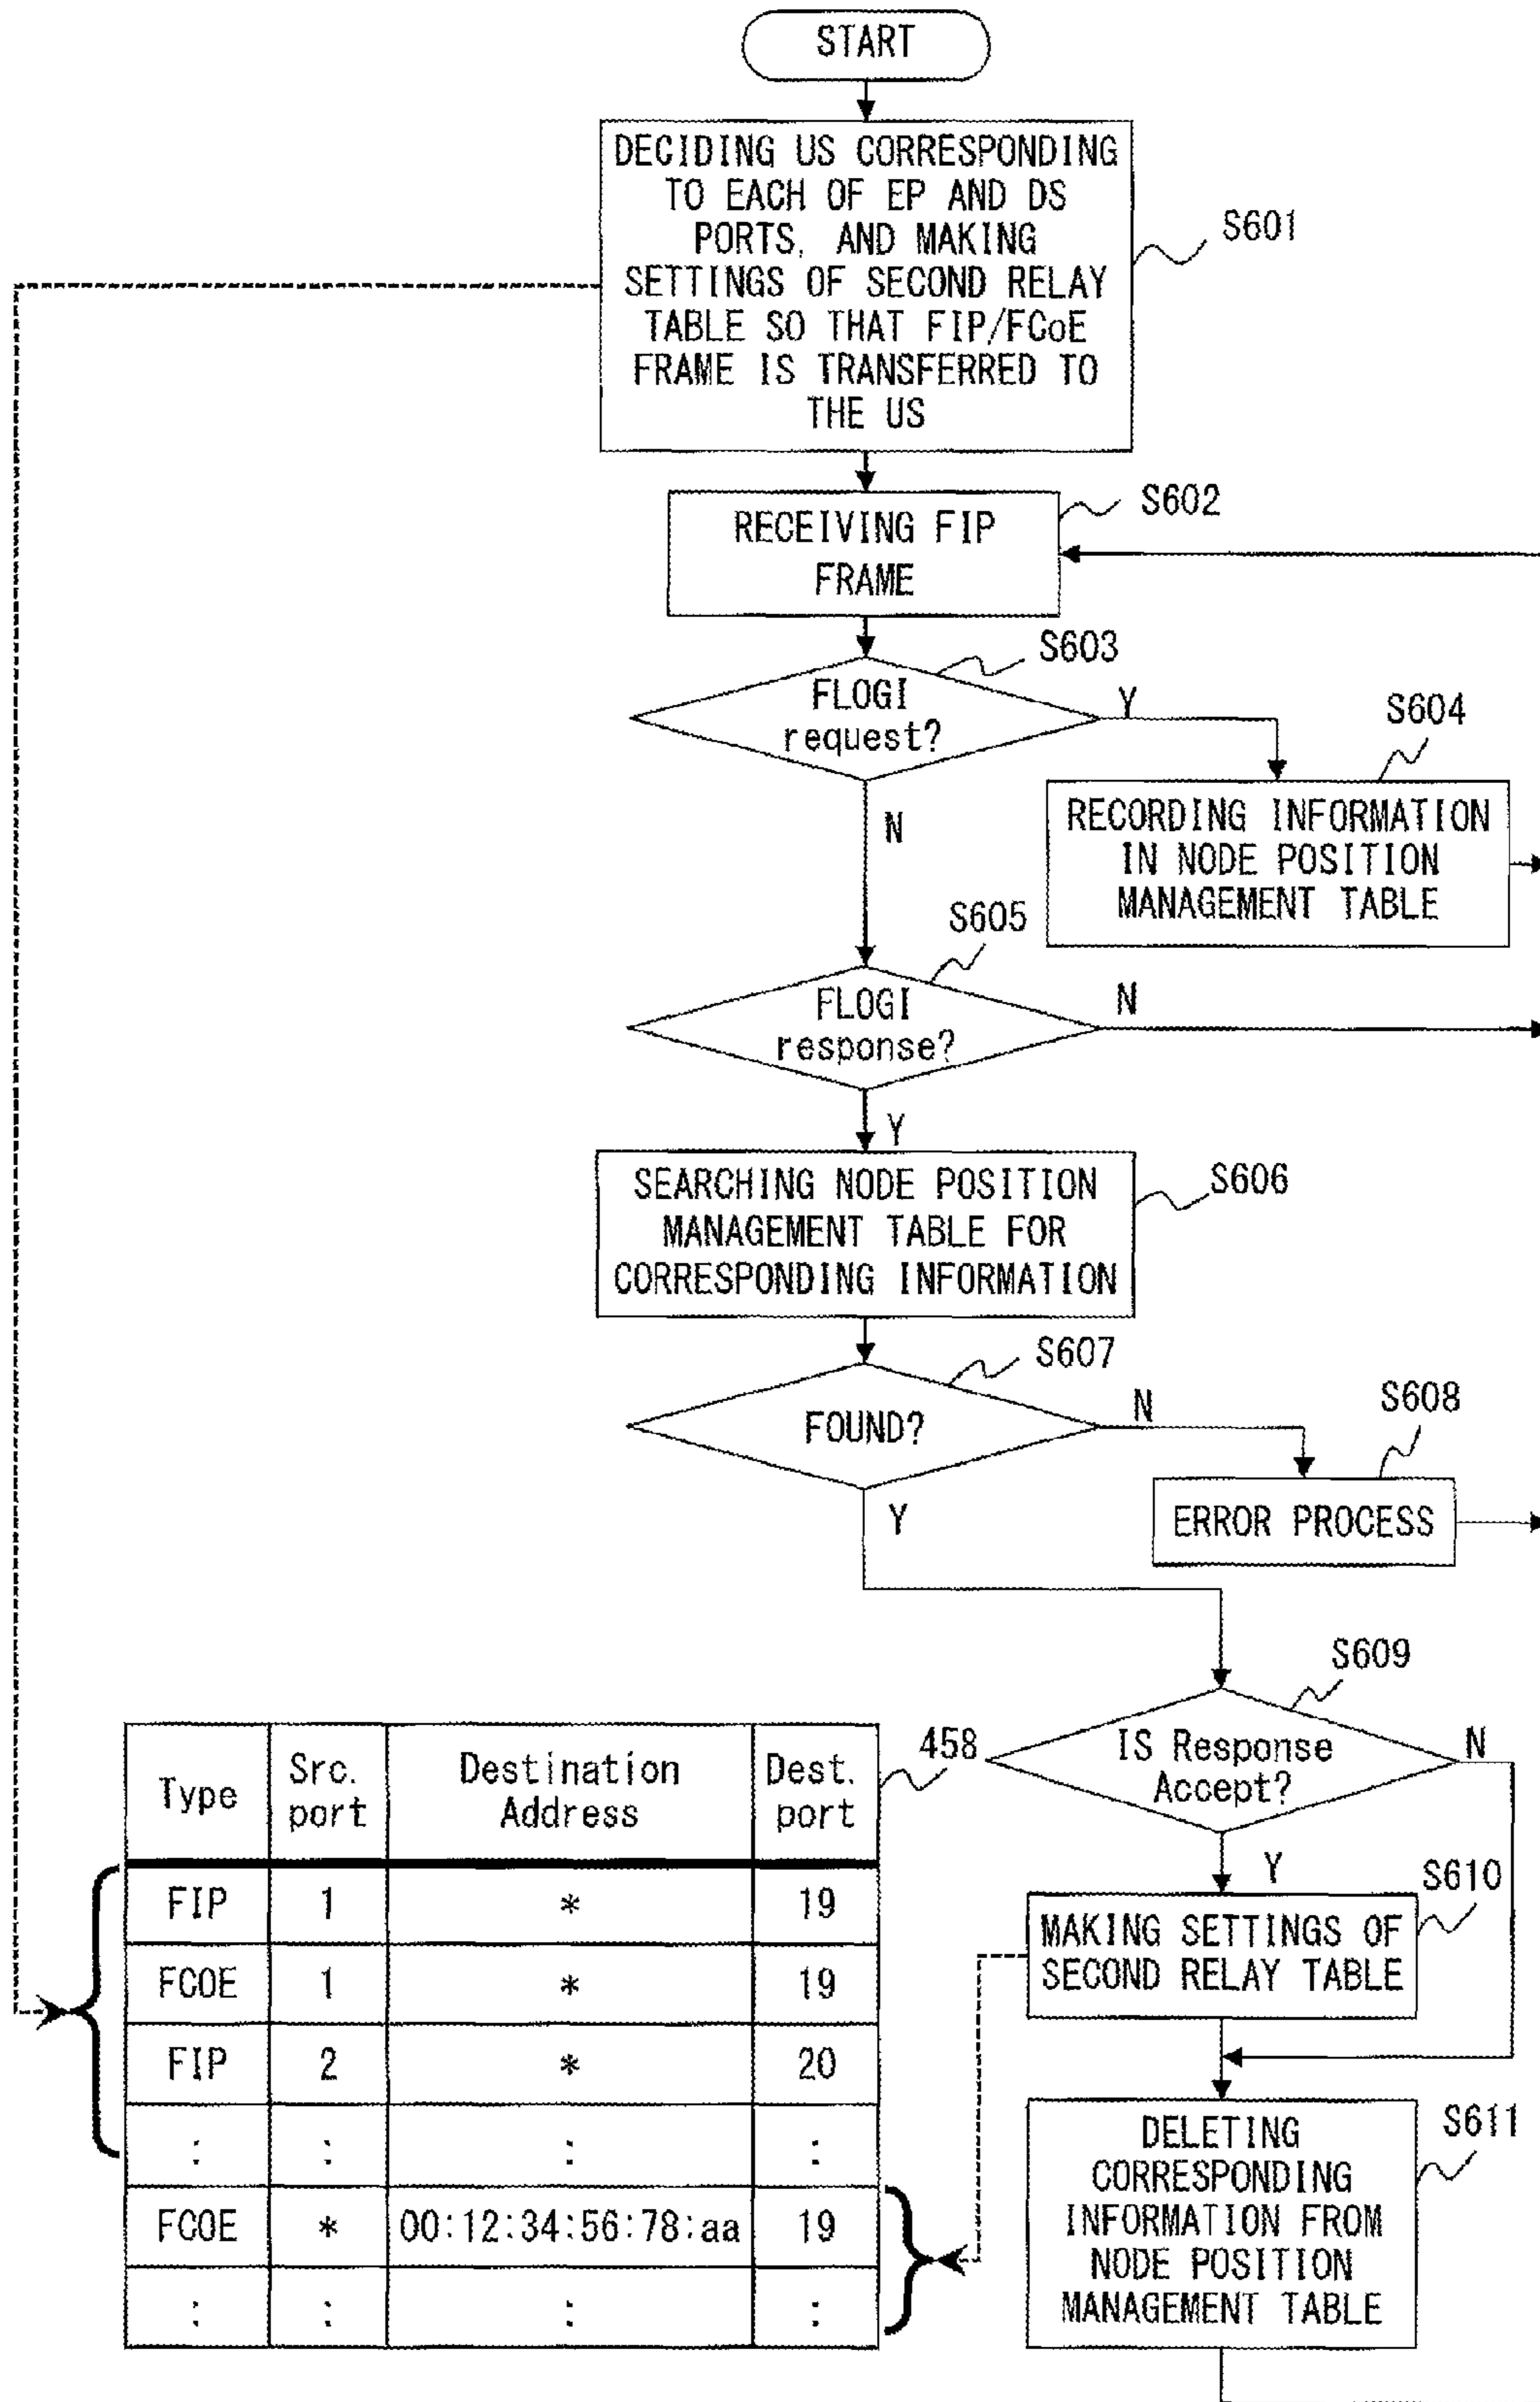 START
DECIDING US CORRESPONDING
TO EACH OF EP AND DS
PORTS, AND MAKING
SETTINGS OF SECOND RELAY
TABLE SO THAT FIP/FCoE
FRAME IS TRANSFERRED TO
THE US
S601
RECEIVING FIP
FRAME
S602
FLOGI
request?
S603
Y
N
S604
RECORDING INFORMATION
IN NODE POSITION
MANAGEMENT TABLE
S605
FLOGI
response?
N
Y
SEARCHING NODE POSITION
MANAGEMENT TABLE FOR
CORRESPONDING INFORMATION
S606
S607
FOUND?
N
Y
S608
ERROR PROCESS
S609
IS Response
Accept?
N
Y
S610
MAKING SETTINGS OF
SECOND RELAY TABLE
S611
DELETING
CORRESPONDING
INFORMATION FROM
NODE POSITION
MANAGEMENT TABLE
458
Type Src. port Destination Address Dest. port
FIP 1 * 19
FCOE 1 * 19
FIP 2 * 20
: : : :
FCOE * 00:12:34:56:78:aa 19
: : : :